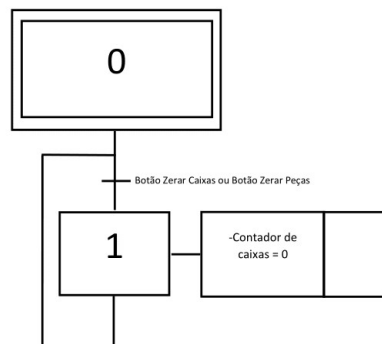 0
Botão Zerar Caixas ou Botão Zerar Peças
1
-Contador de
caixas = 0